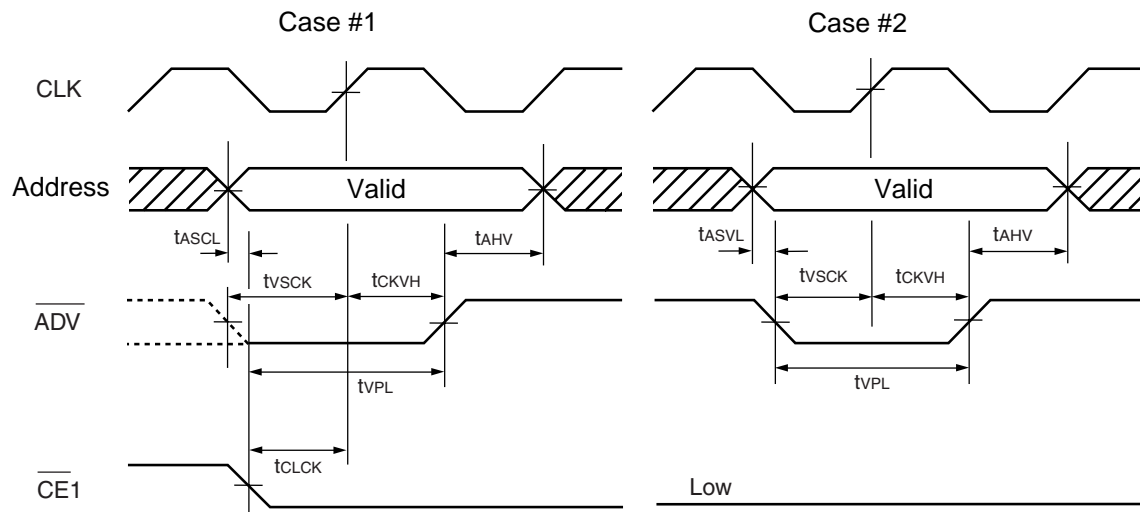 Case #1 Case #2
CLK
Address Valid Valid
tASCL tAHV tASVL tAHV
tVSCK tCKVH tVSCK tCKVH
ADV
tVPL tVPL
tCLCK
CE1 Low